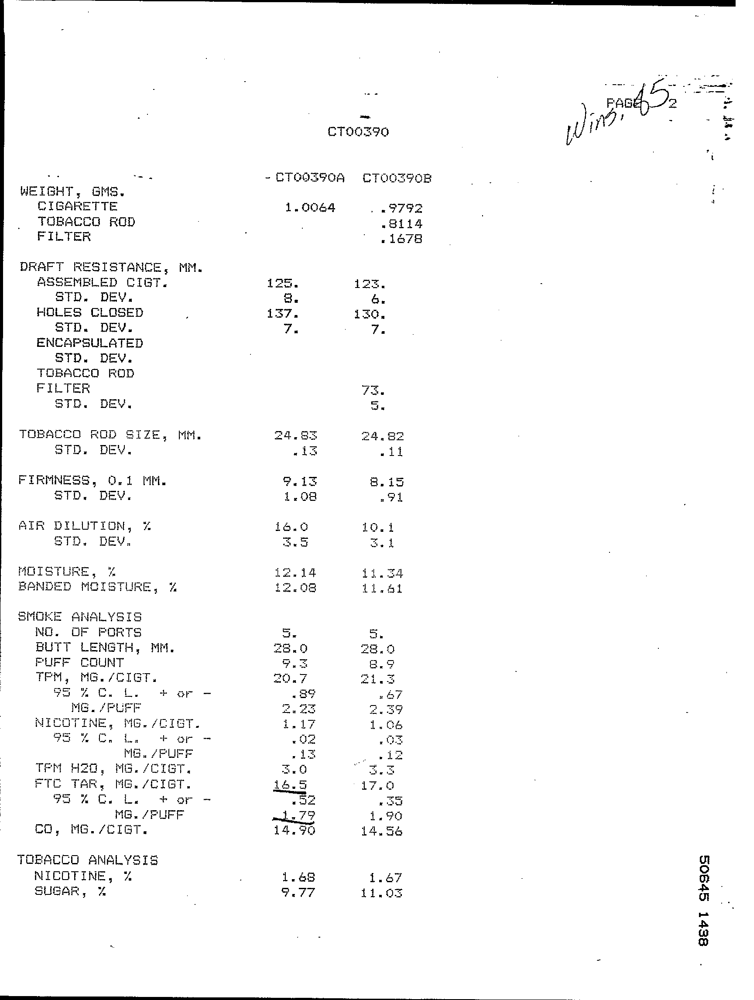 PAGE 2
Wins. 85
CT00390
- CT00390A CT00390B
WEIGHT, GMS.
CIGARETTE 1.0064 .9792
TOBACCO ROD .8114
FILTER .1678
DRAFT RESISTANCE, MM.
ASSEMBLED CIGT. 125. 123.
STD. DEV. 8. 6.
HOLES CLOSED 137. 130.
STD. DEV. 7. 7.
ENCAPSULATED
STD. DEV.
TOBACCO ROD
FILTER 73.
STD. DEV. 5.
TOBACCO ROD SIZE, MM. 24.83 24.82
STD. DEV. .13 .11
FIRMNESS, 0.1 MM. 9.13 8.15
STD. DEV. 1.08 .91
AIR DILUTION, % 16.0 10.1
STD. DEV. 3.5 3.1
MOISTURE, % 12.14 11.34
BANDED MOISTURE, % 12.08 11.61
SMOKE ANALYSIS
NO. OF PORTS 5. 5.
BUTT LENGTH, MM. 28.0 28.0
PUFF COUNT 9.3 8.9
TPM, MG./CIGT. 20.7 21.3
95 % C. L. + or - .89 .67
MG./PUFF 2.23 2.39
NICOTINE, MG./CIGT. 1.17 1.06
95 % C. L. + or - .02 .03
MG./PUFF .13 .12
TPM H2O, MG./CIGT. 3.0 3.3
FTC TAR, MG./CIGT. 16.5 17.0
95 % C. L. + or - .52 .35
MG./PUFF 1.79 1.90
CO, MG./CIGT. 14.90 14.56
TOBACCO ANALYSIS
NICOTINE, % 1.68 1.67
SUGAR, % 9.77 11.03
50645 1438